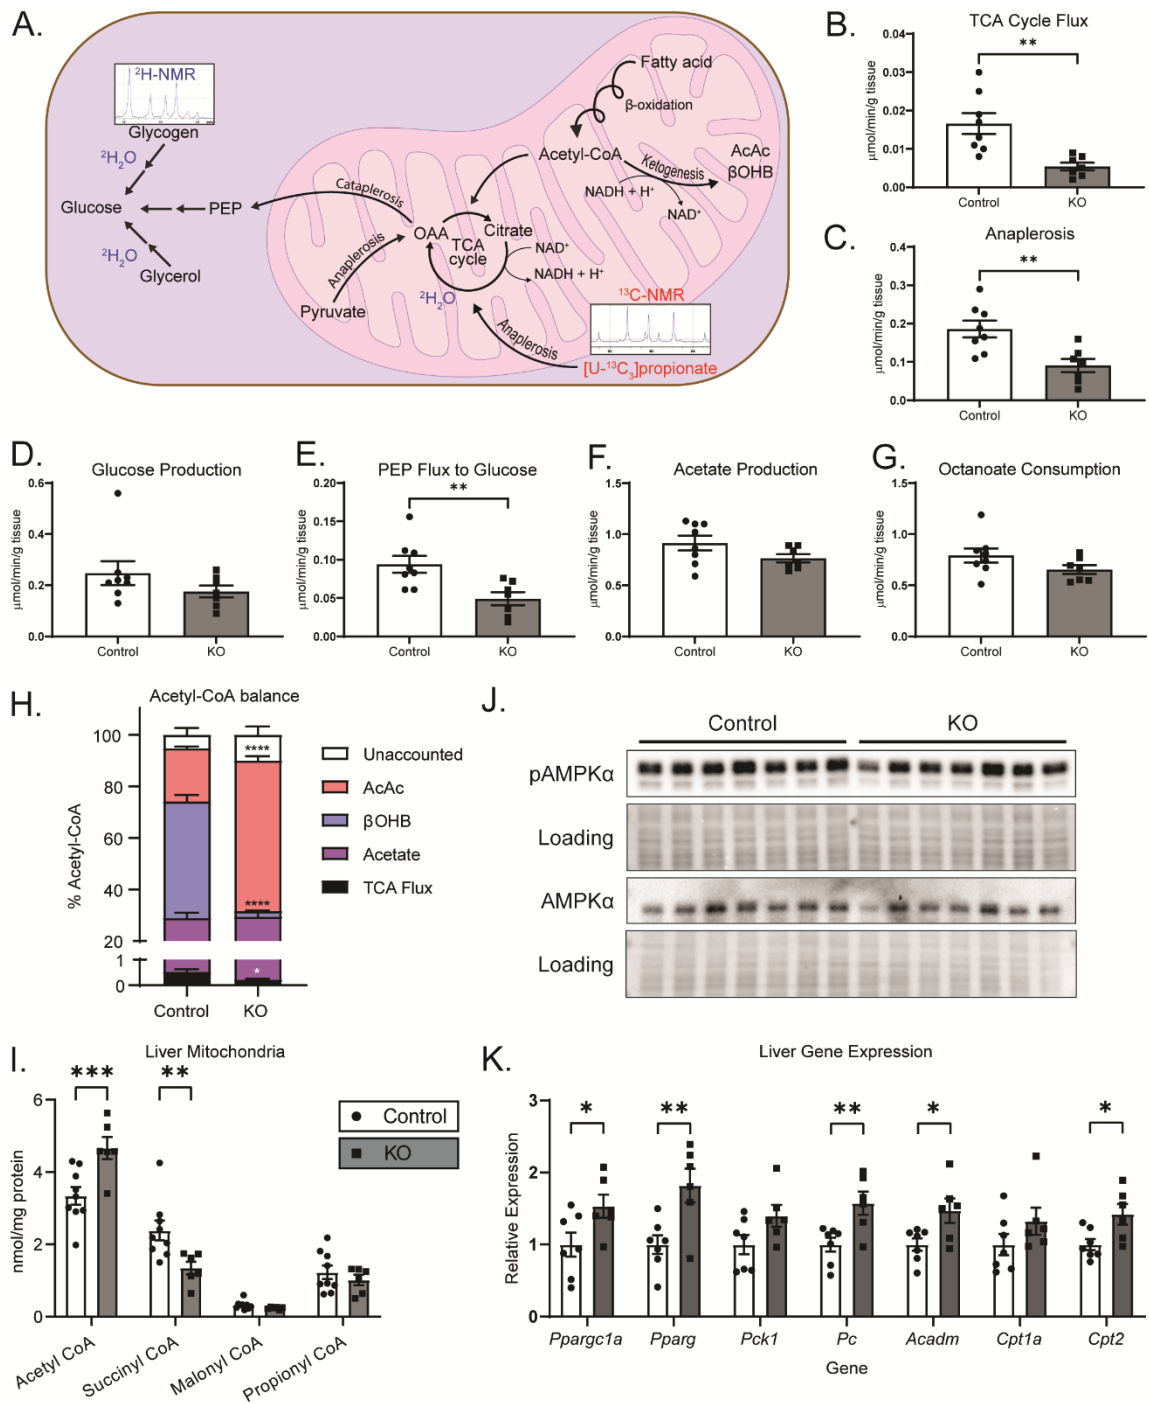 A.
²H-NMR
Glycogen
²H₂O
Glucose
PEP
²H₂O
Glycerol
Cataplerosis
Anaplerosis
Pyruvate
OAA
TCA
cycle
Citrate
NAD⁺
NADH + H⁺
²H₂O
Anaplerosis
¹³C-NMR
[U-¹³C₃]propionate
Fatty acid
β-oxidation
Acetyl-CoA
Ketogenesis
NADH + H⁺
NAD⁺
AcAc
βOHB
B.
TCA Cycle Flux
**
μmol/min/g tissue
0.04
0.03
0.02
0.01
0.00
Control
KO
C.
Anaplerosis
**
μmol/min/g tissue
0.4
0.3
0.2
0.1
0.0
Control
KO
D.
Glucose Production
μmol/min/g tissue
0.6
0.4
0.2
0.0
Control
KO
E.
PEP Flux to Glucose
**
μmol/min/g tissue
0.20
0.15
0.10
0.05
0.00
Control
KO
F.
Acetate Production
μmol/min/g tissue
1.5
1.0
0.5
0.0
Control
KO
G.
Octanoate Consumption
μmol/min/g tissue
1.5
1.0
0.5
0.0
Control
KO
H.
Acetyl-CoA balance
% Acetyl-CoA
100
80
60
40
20
1
0
****
****
*
Control
KO
Unaccounted
AcAc
βOHB
Acetate
TCA Flux
J.
Control
KO
pAMPKα
Loading
AMPKα
Loading
I.
Liver Mitochondria
***
**
nmol/mg protein
6
4
2
0
Acetyl CoA
Succinyl CoA
Malonyl CoA
Propionyl CoA
Control
KO
K.
Liver Gene Expression
*
**
**
*
*
Relative Expression
3
2
1
0
Ppargc1a
Pparg
Pck1
Pc
Acadm
Cpt1a
Cpt2
Gene